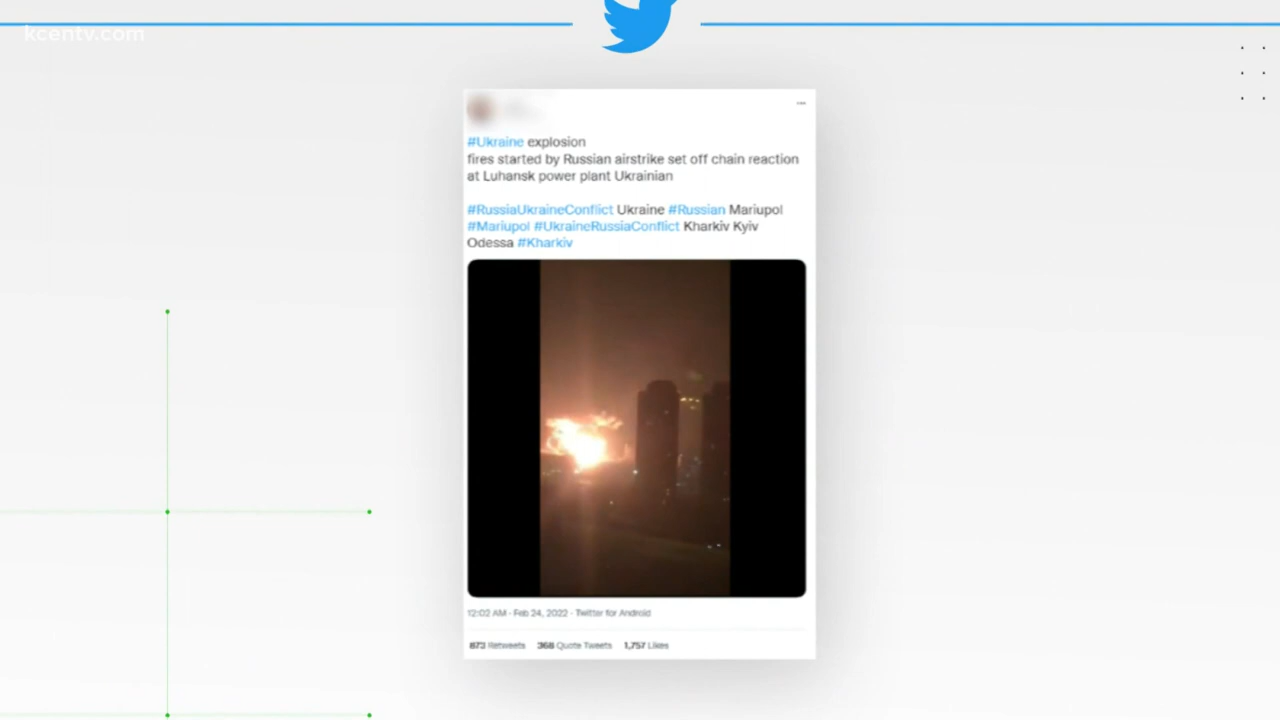 kcentv.com
#Ukraine explosion
fires started by Russian airstrike set off chain reaction
at Luhansk power plant Ukrainian
#RussiaUkraineConflict Ukraine #Russian Mariupol
#Mariupol #UkraineRussiaConflict Kharkiv Kyiv
Odessa #Kharkiv
12:02 AM · Feb 24, 2022 · Twitter for Android
873 Retweets 368 Quote Tweets 1,757 Likes